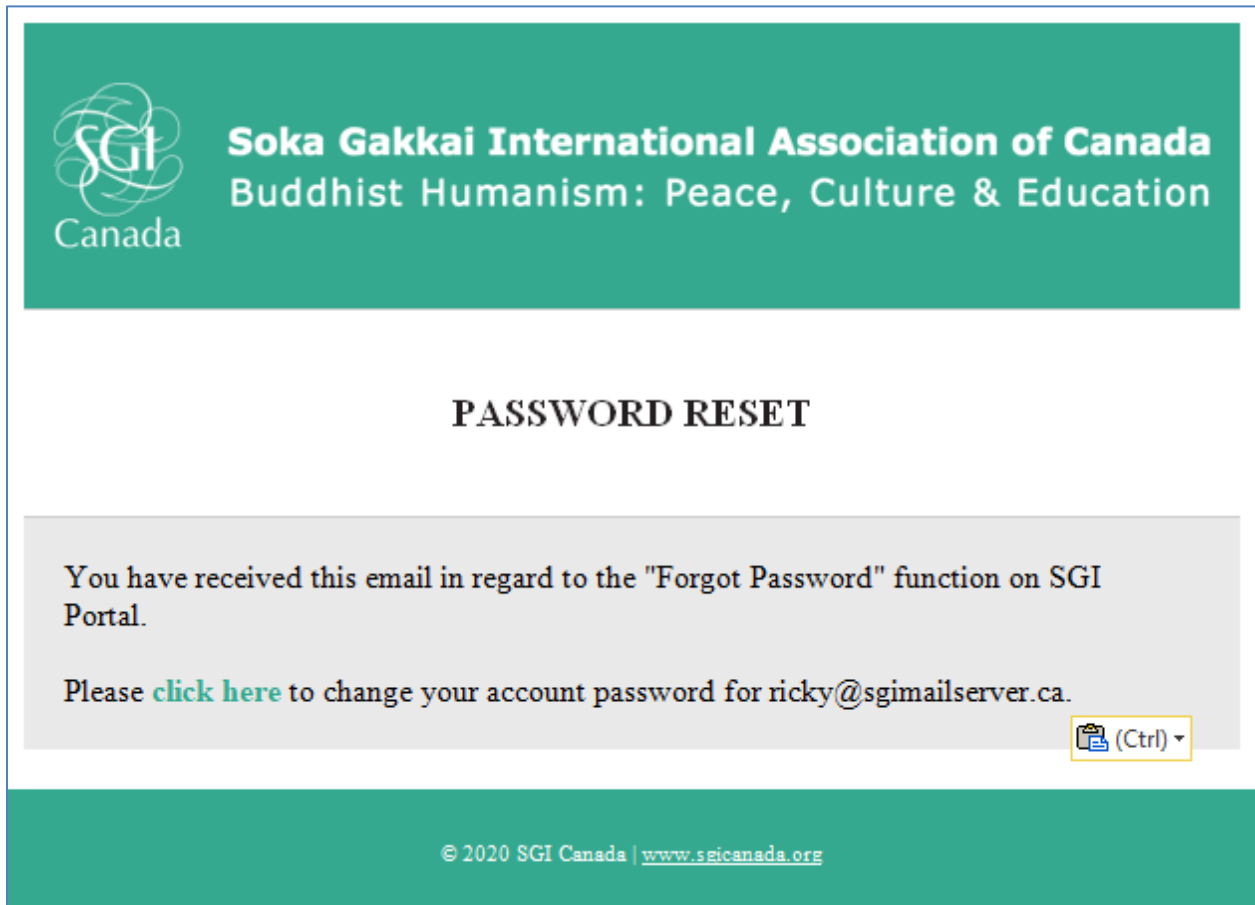 SGI
Canada
Soka Gakkai International Association of Canada
Buddhist Humanism: Peace, Culture & Education
PASSWORD RESET
You have received this email in regard to the "Forgot Password" function on SGI
Portal.
Please click here to change your account password for ricky@sgimailserver.ca.
(Ctrl)
© 2020 SGI Canada | www.sgicanada.org